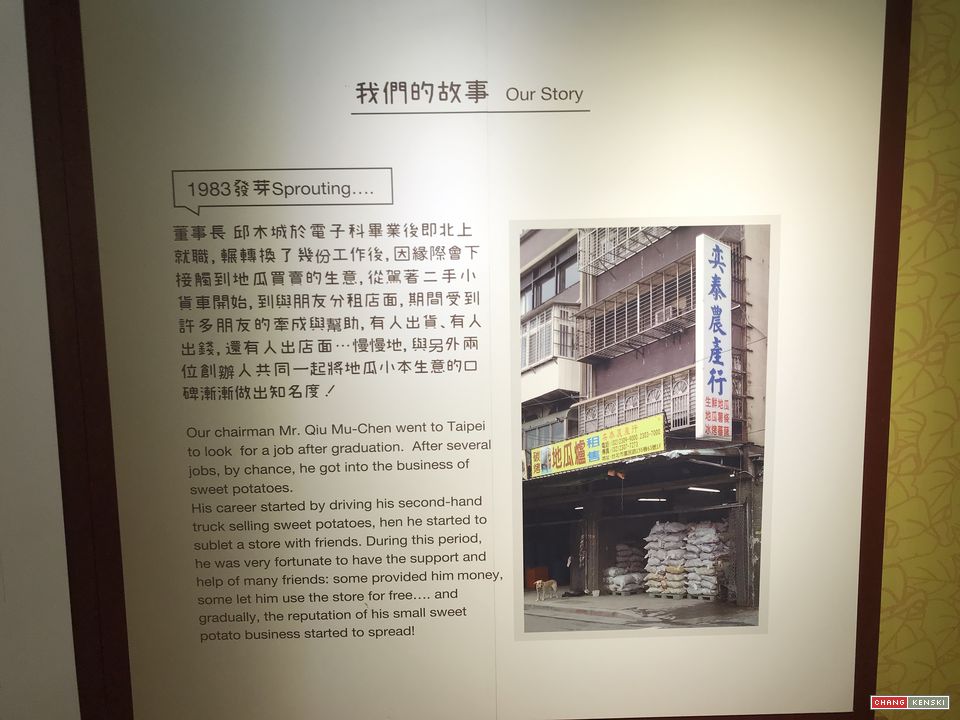 我們的故事 Our Story
1983發芽Sprouting....
董事長 邱木城於電子科畢業後即北上
就職,輾轉換了幾份工作後,因緣際會下
接觸到地瓜買賣的生意,從駕著二手小
貨車開始,到與朋友分租店面,期間受到
許多朋友的牽成與幫助,有人出貨、有人
出錢,還有人出店面…慢慢地,與另外兩
位創辦人共同一起將地瓜小本生意的口
碑漸漸做出知名度!
Our chairman Mr. Qiu Mu-Chen went to Taipei
to look for a job after graduation. After several
jobs, by chance, he got into the business of
sweet potatoes.
His career started by driving his second-hand
truck selling sweet potatoes, hen he started to
sublet a store with friends. During this period,
he was very fortunate to have the support and
help of many friends: some provided him money,
some let him use the store for free.... and
gradually, the reputation of his small sweet
potato business started to spread!
奕泰農產行
生鮮地瓜
地瓜薯條
地瓜爐
租售
CHANG KENSKI